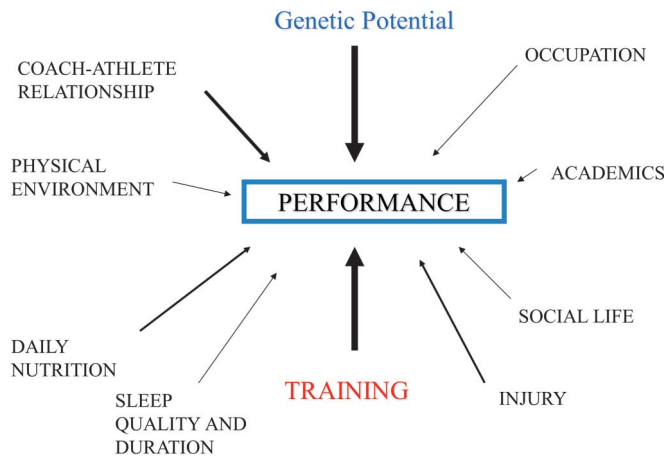 Genetic Potential
COACH-ATHLETE
RELATIONSHIP
OCCUPATION
PHYSICAL
ENVIRONMENT
ACADEMICS
PERFORMANCE
DAILY
NUTRITION
SOCIAL LIFE
SLEEP
QUALITY AND
DURATION
TRAINING
INJURY